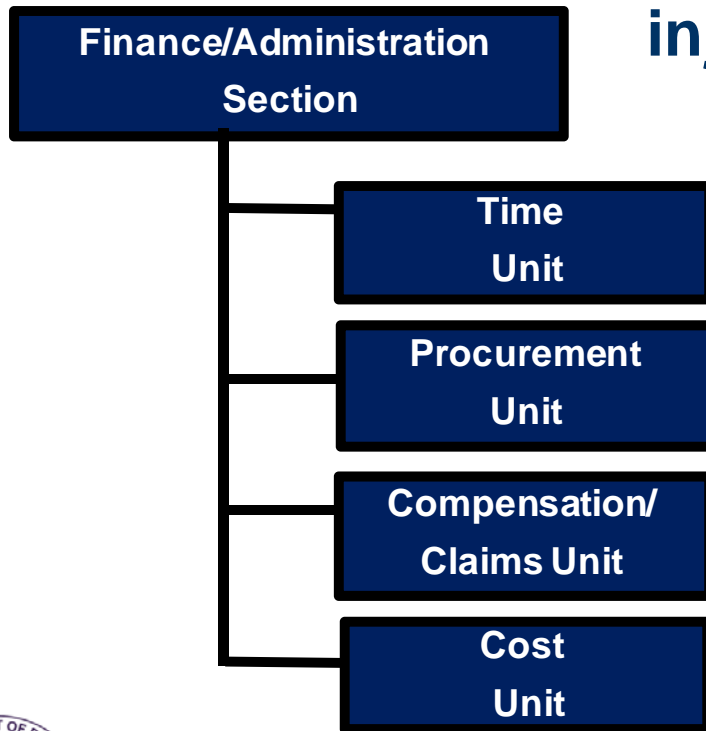 Finance/Administration
Section
Time
Unit
Procurement
Unit
Compensation/
Claims Unit
Cost
Unit